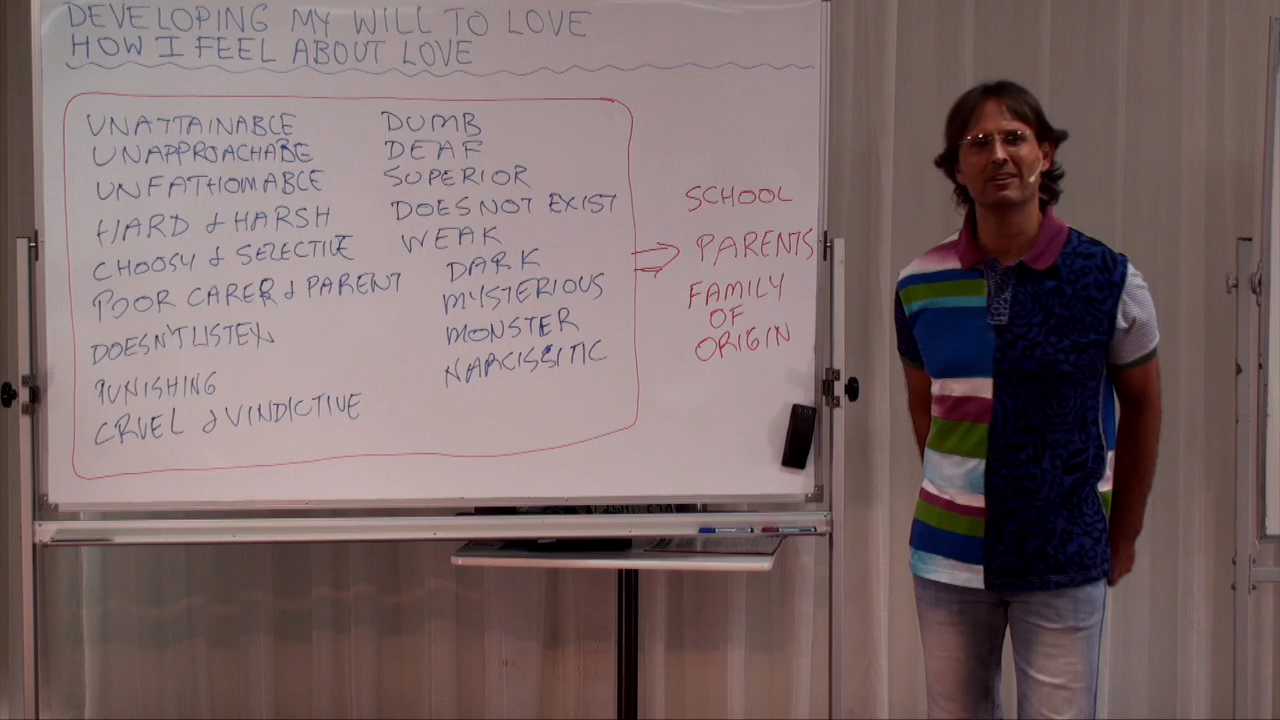 DEVELOPING MY WILL TO LOVE
HOW I FEEL ABOUT LOVE
UNATTAINABLE
UNAPPROACHABE
UNFATHOMABLE
HARD & HARSH
CHOOSY & SELECTIVE
POOR CARER & PARENT
DOESN'T LISTEN
PUNISHING
CRUEL & VINDICTIVE
DUMB
DEAF
SUPERIOR
DOES NOT EXIST
WEAK
DARK
MYSTERIOUS
MONSTER
NARCISSITIC
SCHOOL
PARENTS
FAMILY
OF
ORIGIN